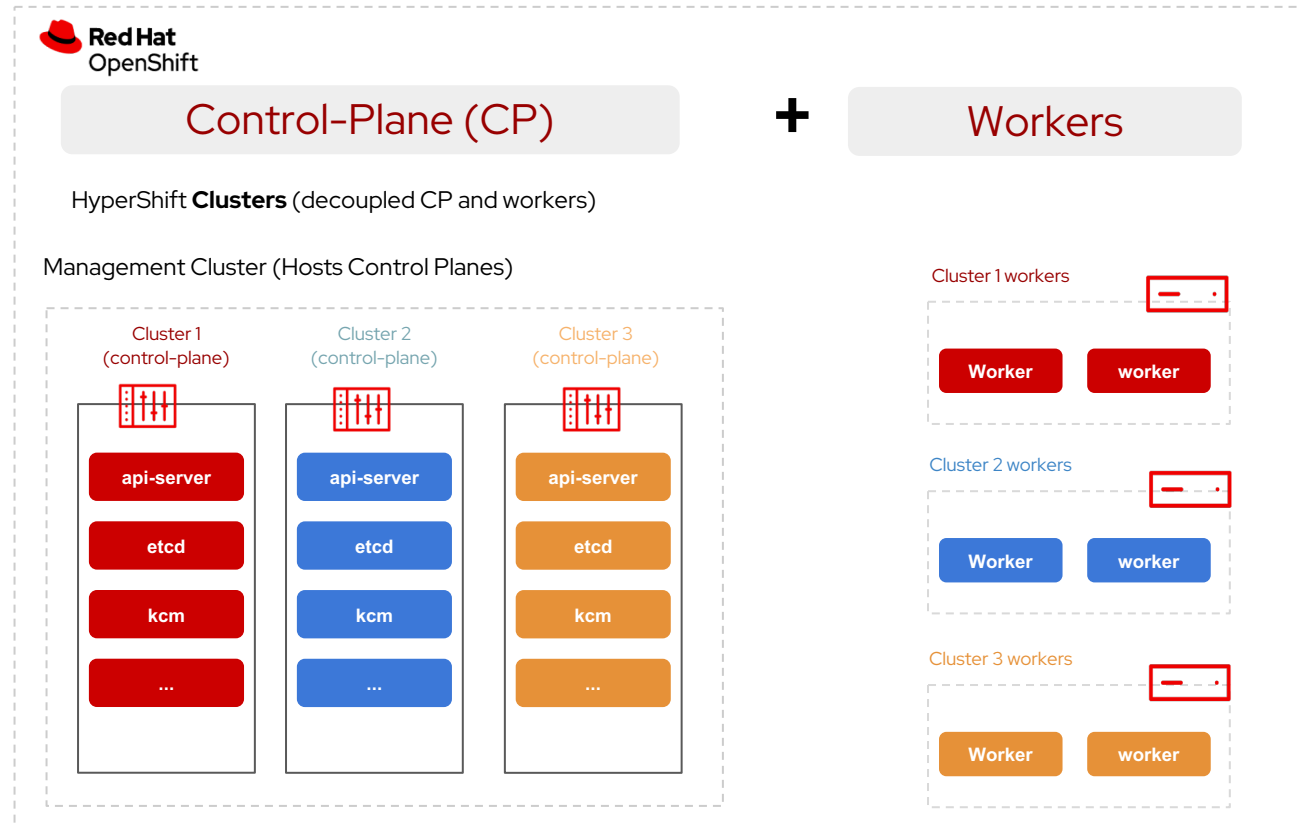 Red Hat
OpenShift
Control-Plane (CP)
+
Workers
HyperShift Clusters (decoupled CP and workers)
Management Cluster (Hosts Control Planes)
Cluster 1
(control-plane)
api-server
etcd
kcm
...
Cluster 2
(control-plane)
api-server
etcd
kcm
...
Cluster 3
(control-plane)
api-server
etcd
kcm
...
Cluster 1 workers
Worker
worker
Cluster 2 workers
Worker
worker
Cluster 3 workers
Worker
worker